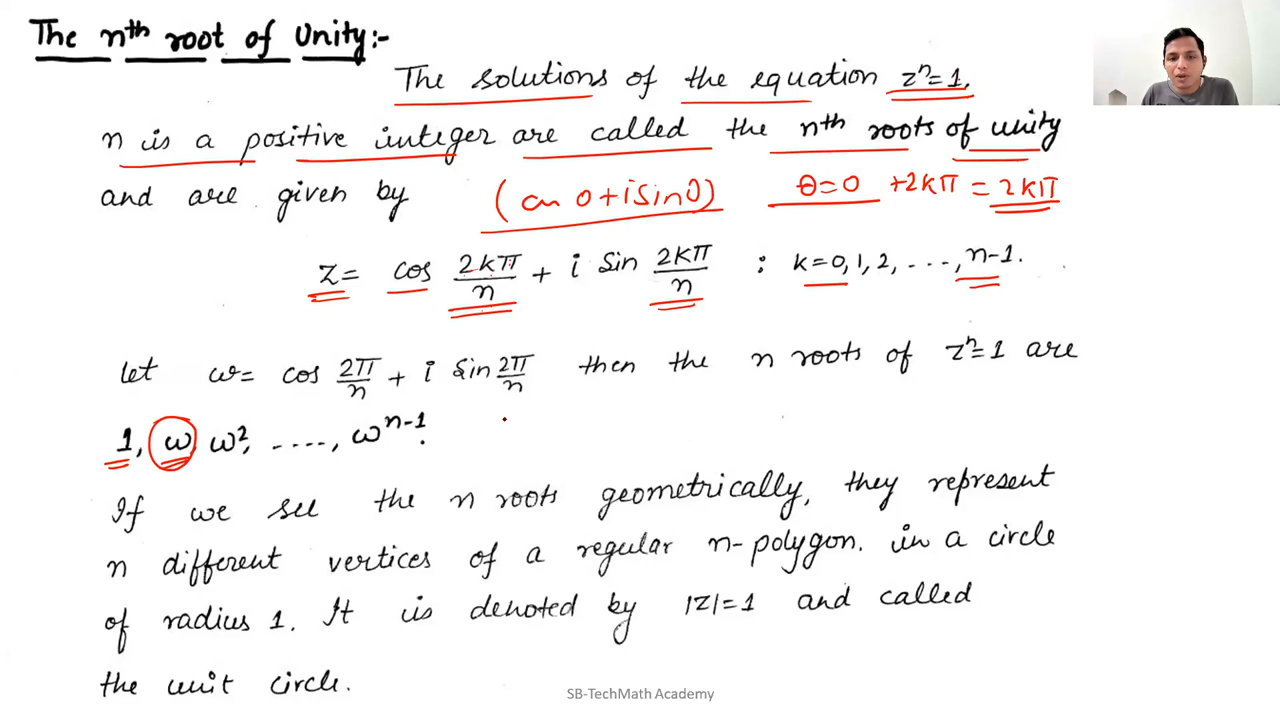 The nth root of Unity:-
The solutions of the equation zⁿ=1,
n is a positive integer are called the nth roots of unity
and are given by (cos 0 + i sin 0) θ=0 +2kπ = 2kπ
z= cos 2kπ/n + i Sin 2kπ/n : k=0,1,2, ....,n-1.
let ω= cos 2π/n + i Sin 2π/n then the n roots of zⁿ=1 are
1, ω, ω², ....., ωⁿ⁻¹.
If we see the n roots geometrically, they represent
n different vertices of a regular n-polygon. in a circle
of radius 1. It is denoted by |z|=1 and called
the unit circle.
SB-TechMath Academy